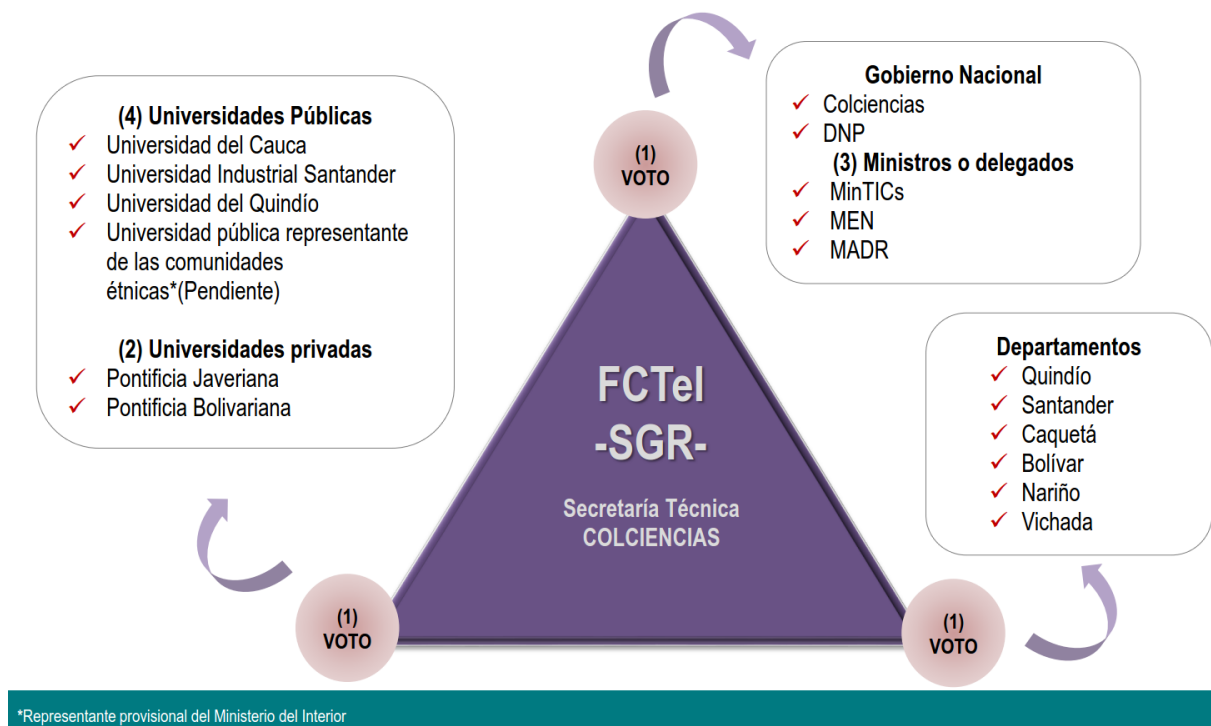 (4) Universidades Públicas
Universidad del Cauca
Universidad Industrial Santander
Universidad del Quindío
Universidad pública representante
de las comunidades
étnicas*(Pendiente)
(2) Universidades privadas
Pontificia Javeriana
Pontificia Bolivariana
(1)
VOTO
Gobierno Nacional
Colciencias
DNP
(3) Ministros o delegados
MinTICs
MEN
MADR
FCTeI
-SGR-
Secretaría Técnica
COLCIENCIAS
Departamentos
Quindío
Santander
Caquetá
Bolívar
Nariño
Vichada
(1)
VOTO
(1)
VOTO
*Representante provisional del Ministerio del Interior